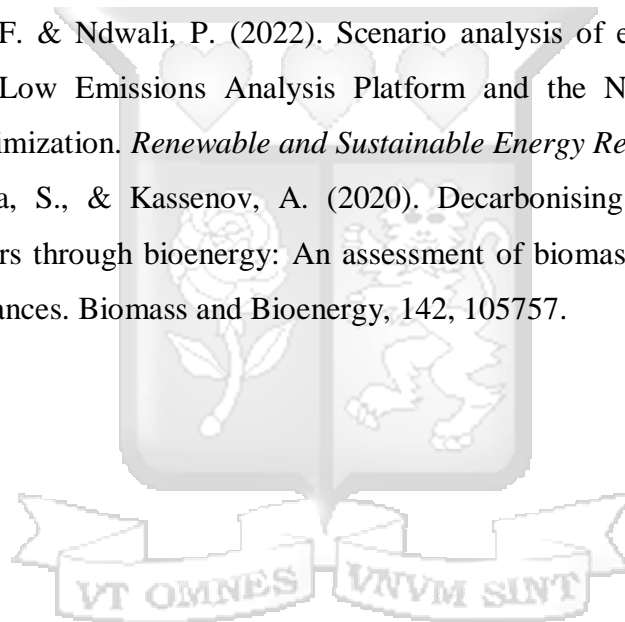 F. & Ndwali, P. (2022). Scenario analysis of e
Low Emissions Analysis Platform and the N
imization. Renewable and Sustainable Energy Re
a, S., & Kassenov, A. (2020). Decarbonising
rs through bioenergy: An assessment of biomas
ances. Biomass and Bioenergy, 142, 105757.
VT OMNES VNVM SINT